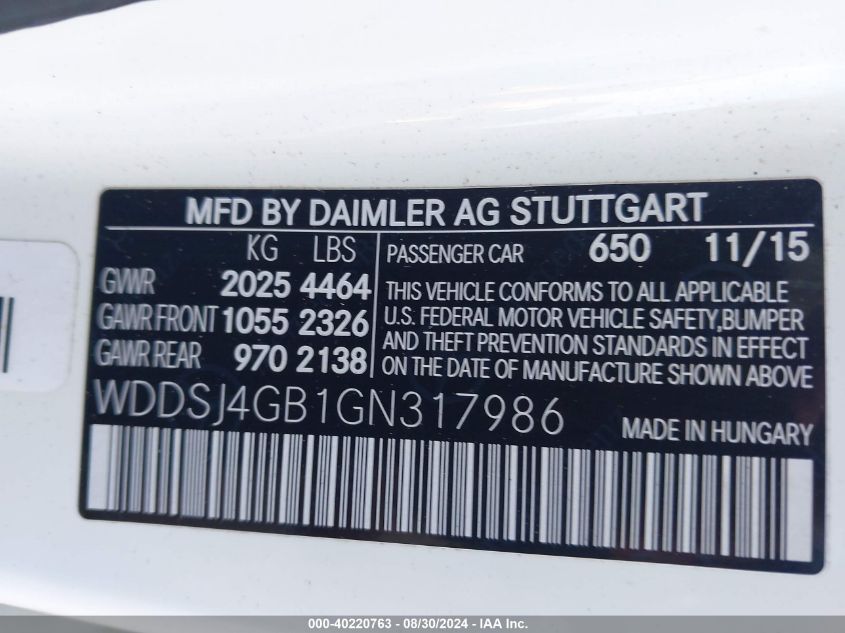 MFD BY DAIMLER AG STUTTGART
KG LBS
GVWR 2025 4464
GAWR FRONT 1055 2326
GAWR REAR 970 2138
PASSENGER CAR 650 11/15
THIS VEHICLE CONFORMS TO ALL APPLICABLE
U.S. FEDERAL MOTOR VEHICLE SAFETY,BUMPER
AND THEFT PREVENTION STANDARDS IN EFFECT
ON THE DATE OF MANUFACTURE SHOWN ABOVE
WDDSJ4GB1GN317986
MADE IN HUNGARY
000-40220763 - 08/30/2024 - IAA Inc.